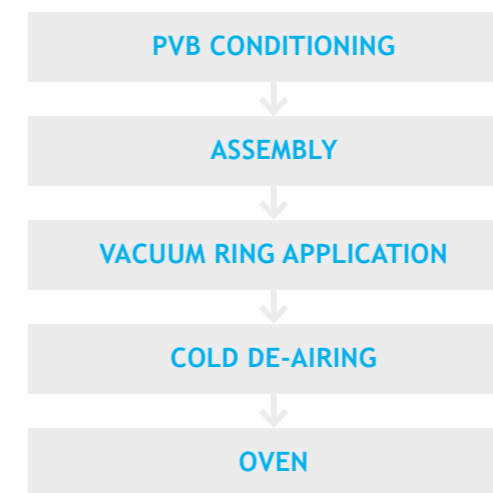 PVB CONDITIONING
ASSEMBLY
VACUUM RING APPLICATION
COLD DE-AIRING
OVEN